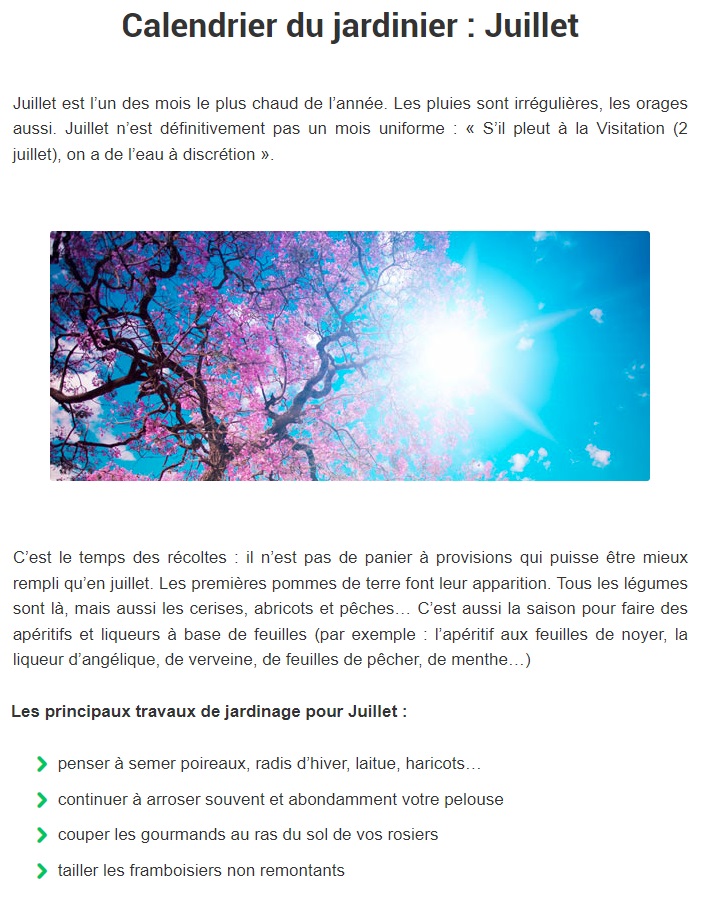 Calendrier du jardinier : Juillet
Juillet est l’un des mois le plus chaud de l’année. Les pluies sont irrégulières, les orages
aussi. Juillet n’est définitivement pas un mois uniforme : « S’il pleut à la Visitation (2
juillet), on a de l’eau à discrétion ».
C’est le temps des récoltes : il n’est pas de panier à provisions qui puisse être mieux
rempli qu’en juillet. Les premières pommes de terre font leur apparition. Tous les légumes
sont là, mais aussi les cerises, abricots et pêches… C’est aussi la saison pour faire des
apéritifs et liqueurs à base de feuilles (par exemple : l’apéritif aux feuilles de noyer, la
liqueur d’angélique, de verveine, de feuilles de pêcher, de menthe…)
Les principaux travaux de jardinage pour Juillet :
penser à semer poireaux, radis d’hiver, laitue, haricots…
continuer à arroser souvent et abondamment votre pelouse
couper les gourmands au ras du sol de vos rosiers
tailler les framboisiers non remontants